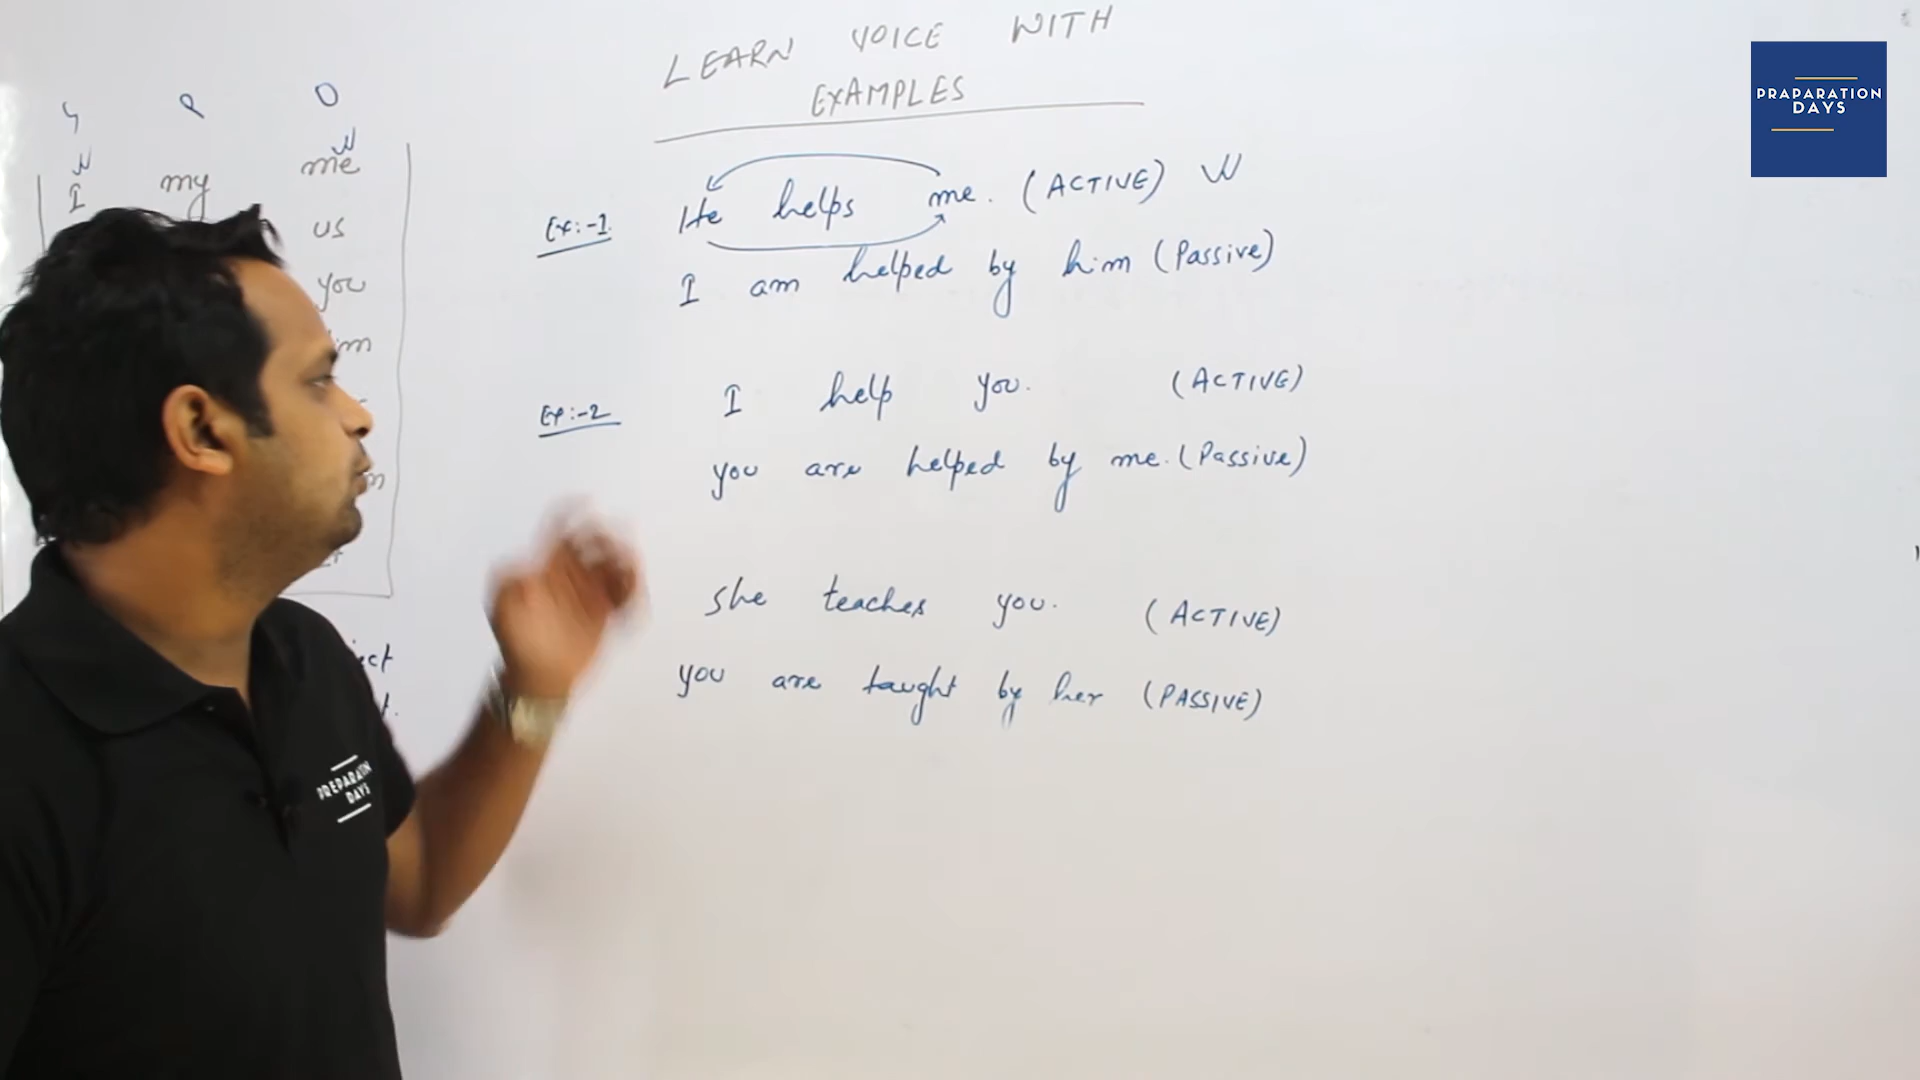 LEARN VOICE WITH
EXAMPLES
PRAPARATION
DAYS
S P O
I my me
us
you
Ex:-1 He helps me. (ACTIVE)
I am helped by him (Passive)
Ex:-2 I help you. (ACTIVE)
you are helped by me. (Passive)
she teaches you. (ACTIVE)
you are taught by her (PASSIVE)
PREPARATION
DAYS